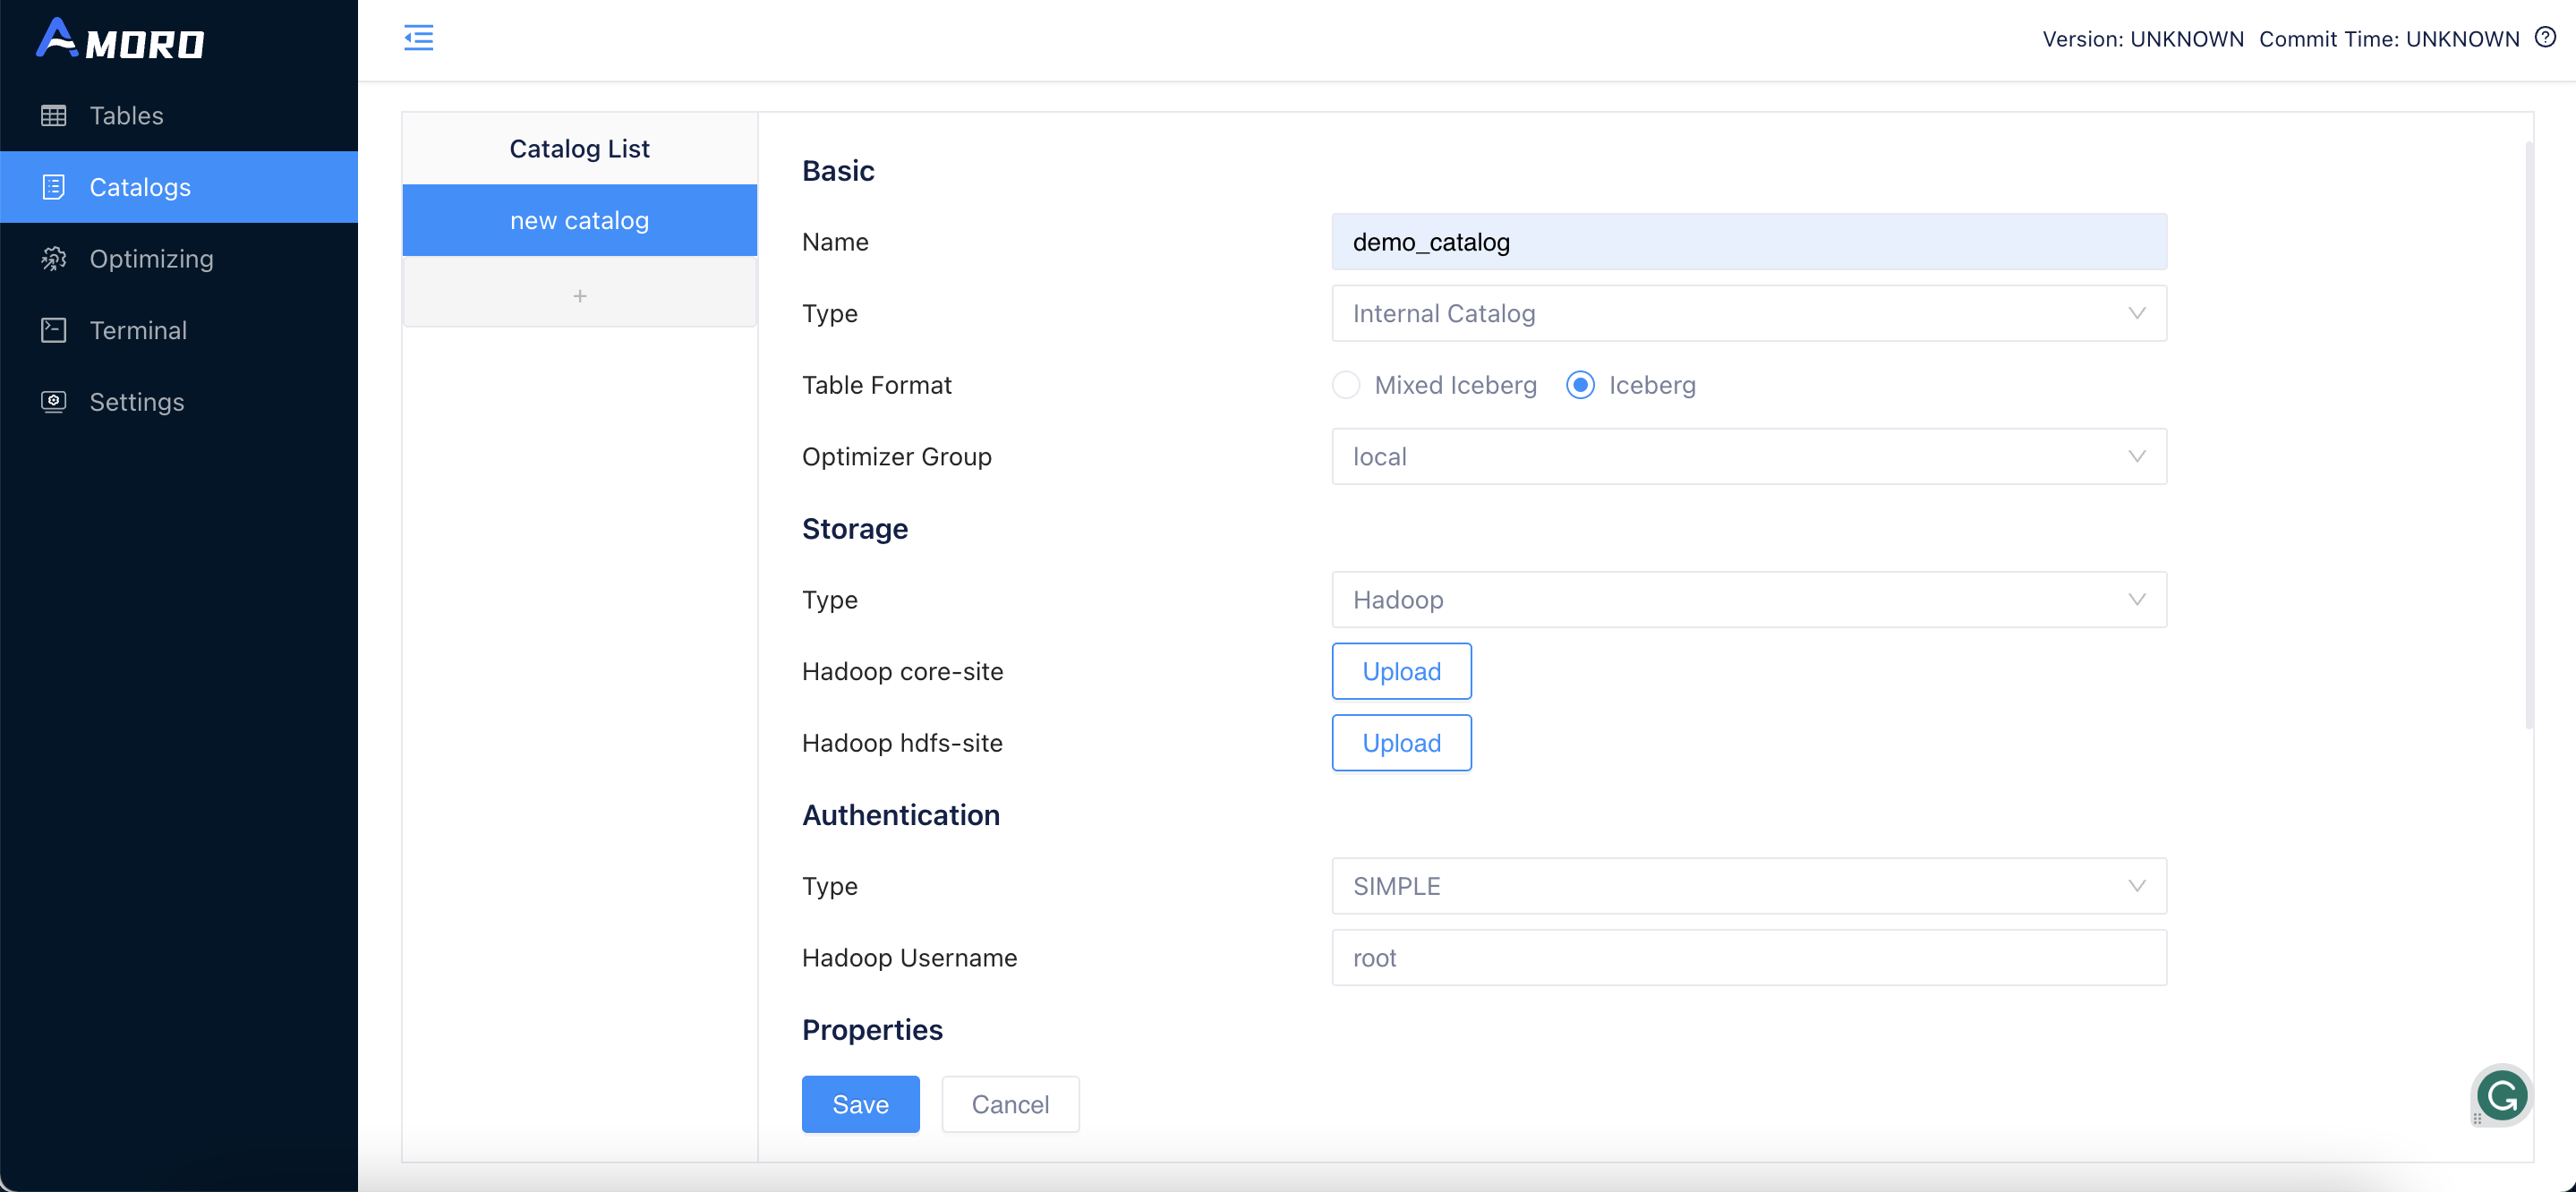 AMORO
Version: UNKNOWN Commit Time: UNKNOWN
Tables
Catalogs
Optimizing
Terminal
Settings
Catalog List
new catalog
+
Basic
Name demo_catalog
Type Internal Catalog
Table Format Mixed Iceberg Iceberg
Optimizer Group local
Storage
Type Hadoop
Hadoop core-site Upload
Hadoop hdfs-site Upload
Authentication
Type SIMPLE
Hadoop Username root
Properties
Save Cancel